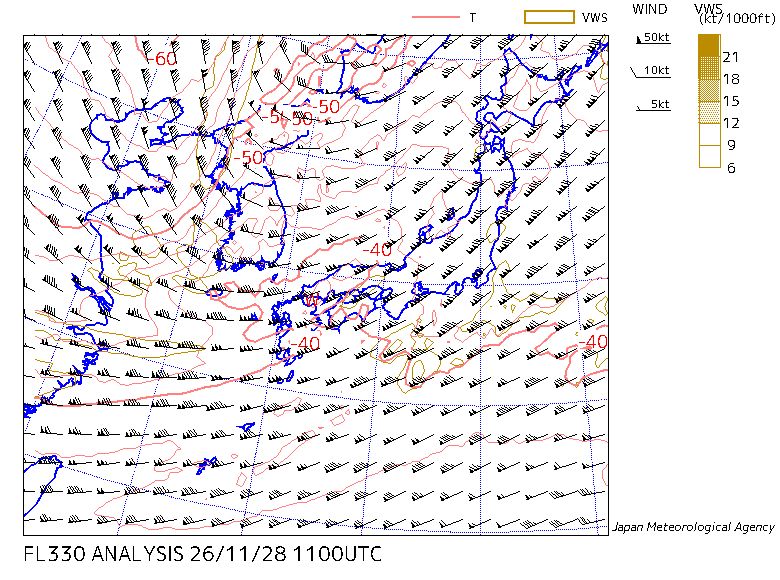 T VWS WIND VWS
(kt/1000ft)
50kt
10kt
5kt
21
18
15
12
9
6
-60
-50
-50
-50
-40
-40
-40
Japan Meteorological Agency
FL330 ANALYSIS 26/11/28 1100UTC